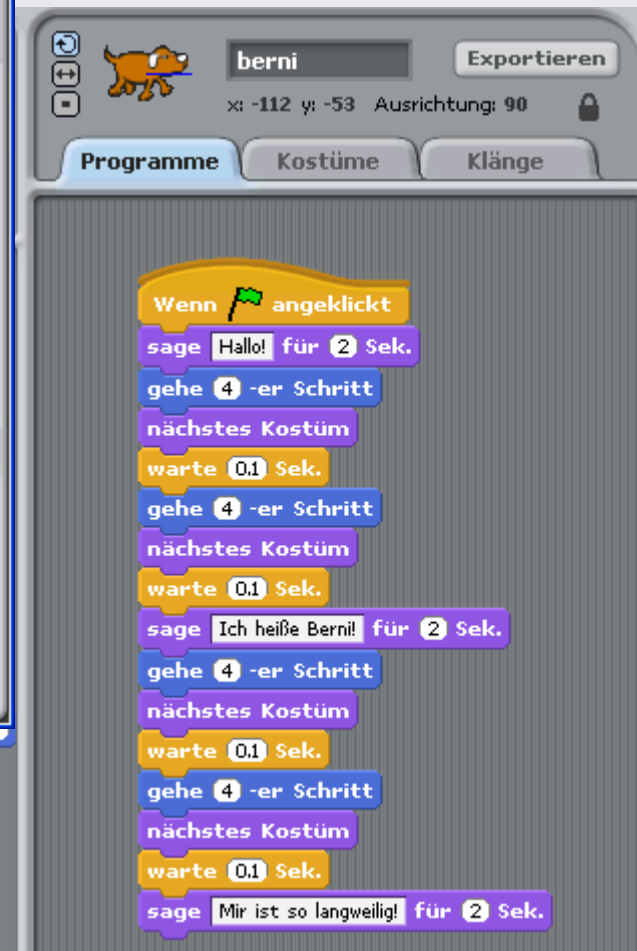 berni
Exportieren
x: -112 y: -53 Ausrichtung: 90
Programme Kostüme Klänge
Wenn angeklickt
sage Hallo! für 2 Sek.
gehe 4 -er Schritt
nächstes Kostüm
warte 0.1 Sek.
gehe 4 -er Schritt
nächstes Kostüm
warte 0.1 Sek.
sage Ich heiße Berni! für 2 Sek.
gehe 4 -er Schritt
nächstes Kostüm
warte 0.1 Sek.
gehe 4 -er Schritt
nächstes Kostüm
warte 0.1 Sek.
sage Mir ist so langweilig! für 2 Sek.